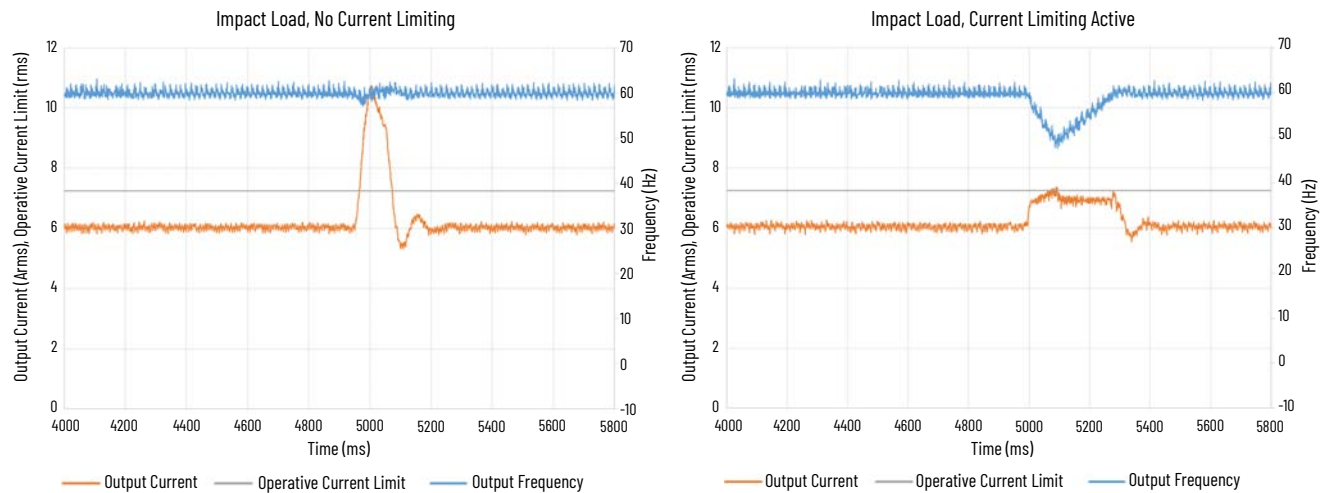 Impact Load, No Current Limiting
Output Current (Arms), Operative Current Limit (rms)
12
10
8
6
4
2
0
70
60
50
40
30
20
10
0
-10
Frequency (Hz)
4000 4200 4400 4600 4800 5000 5200 5400 5600 5800
Time (ms)
Output Current Operative Current Limit Output Frequency
Impact Load, Current Limiting Active
Output Current (Arms), Operative Current Limit (rms)
12
10
8
6
4
2
0
70
60
50
40
30
20
10
0
-10
Frequency (Hz)
4000 4200 4400 4600 4800 5000 5200 5400 5600 5800
Time (ms)
Output Current Operative Current Limit Output Frequency